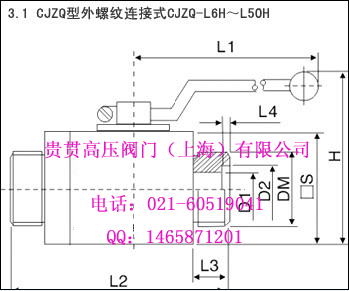 3.1 CJZQ型外螺纹连接式CJZQ-L6H～L50H
L1
L4
H
贵贯高压阀门（上海）有限公司
D1
D2
DM
□S
电话：021-60519041
QQ：1465871201
L3
L2